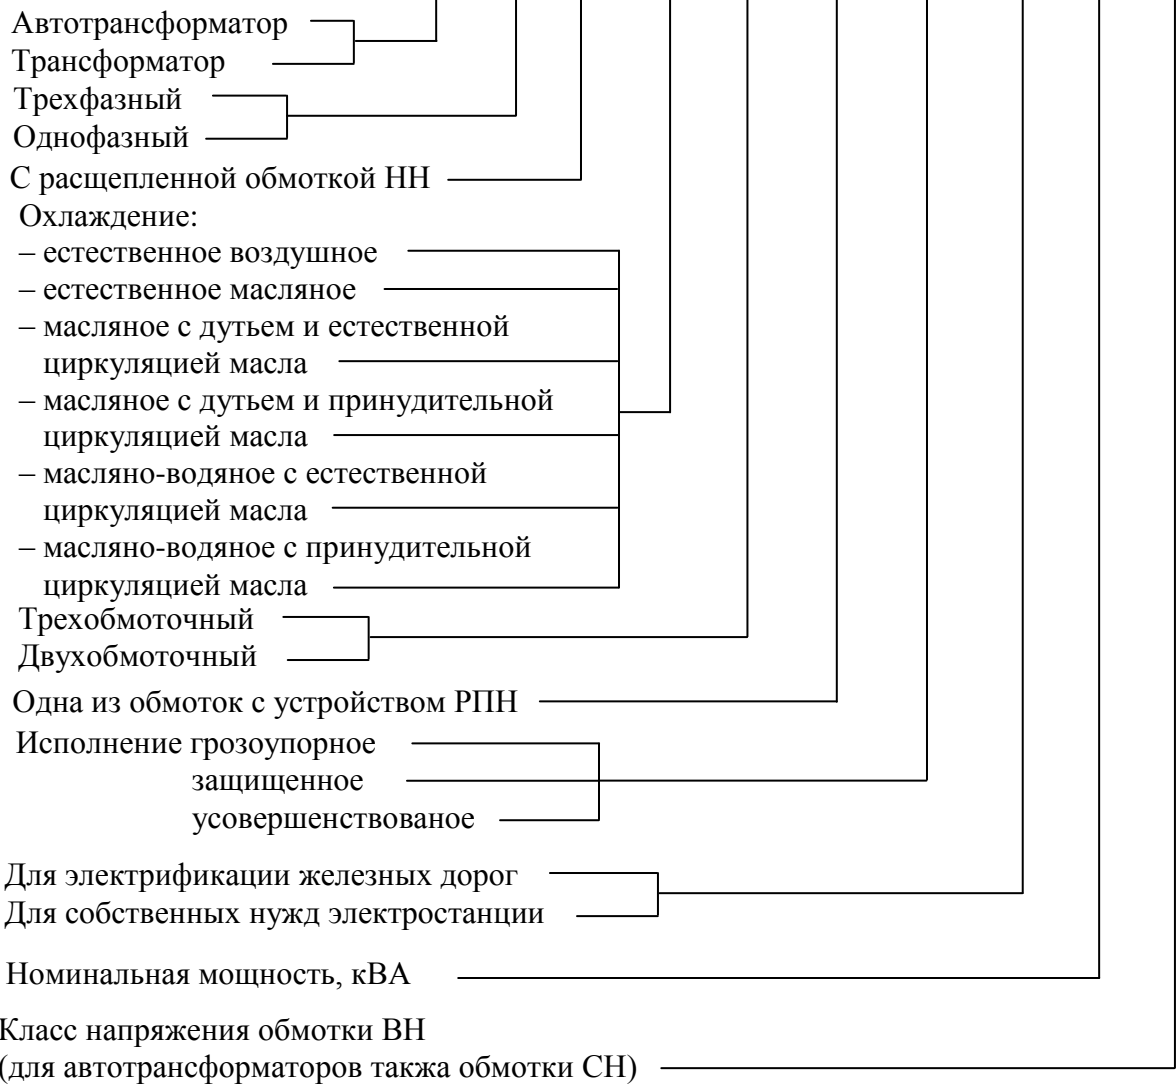 Автотрансформатор
Трансформатор
Трехфазный
Однофазный
С расщепленной обмоткой НН
Охлаждение:
– естественное воздушное
– естественное масляное
– масляное с дутьем и естественной
циркуляцией масла
– масляное с дутьем и принудительной
циркуляцией масла
– масляно-водяное с естественной
циркуляцией масла
– масляно-водяное с принудительной
циркуляцией масла
Трехобмоточный
Двухобмоточный
Одна из обмоток с устройством РПН
Исполнение грозоупорное
защищенное
усовершенствованое
Для электрификации железных дорог
Для собственных нужд электростанции
Номинальная мощность, кВА
Класс напряжения обмотки ВН
(для автотрансформаторов такжа обмотки СН)